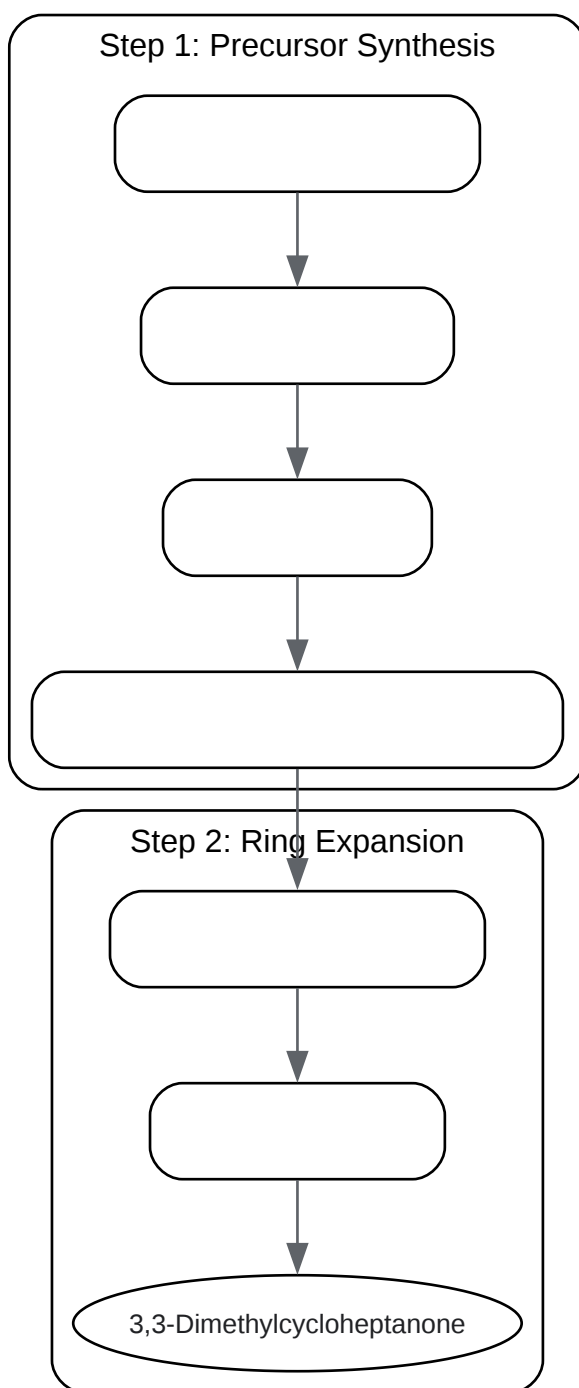 Step 1: Precursor Synthesis
Step 2: Ring Expansion
3,3-Dimethylcycloheptanone